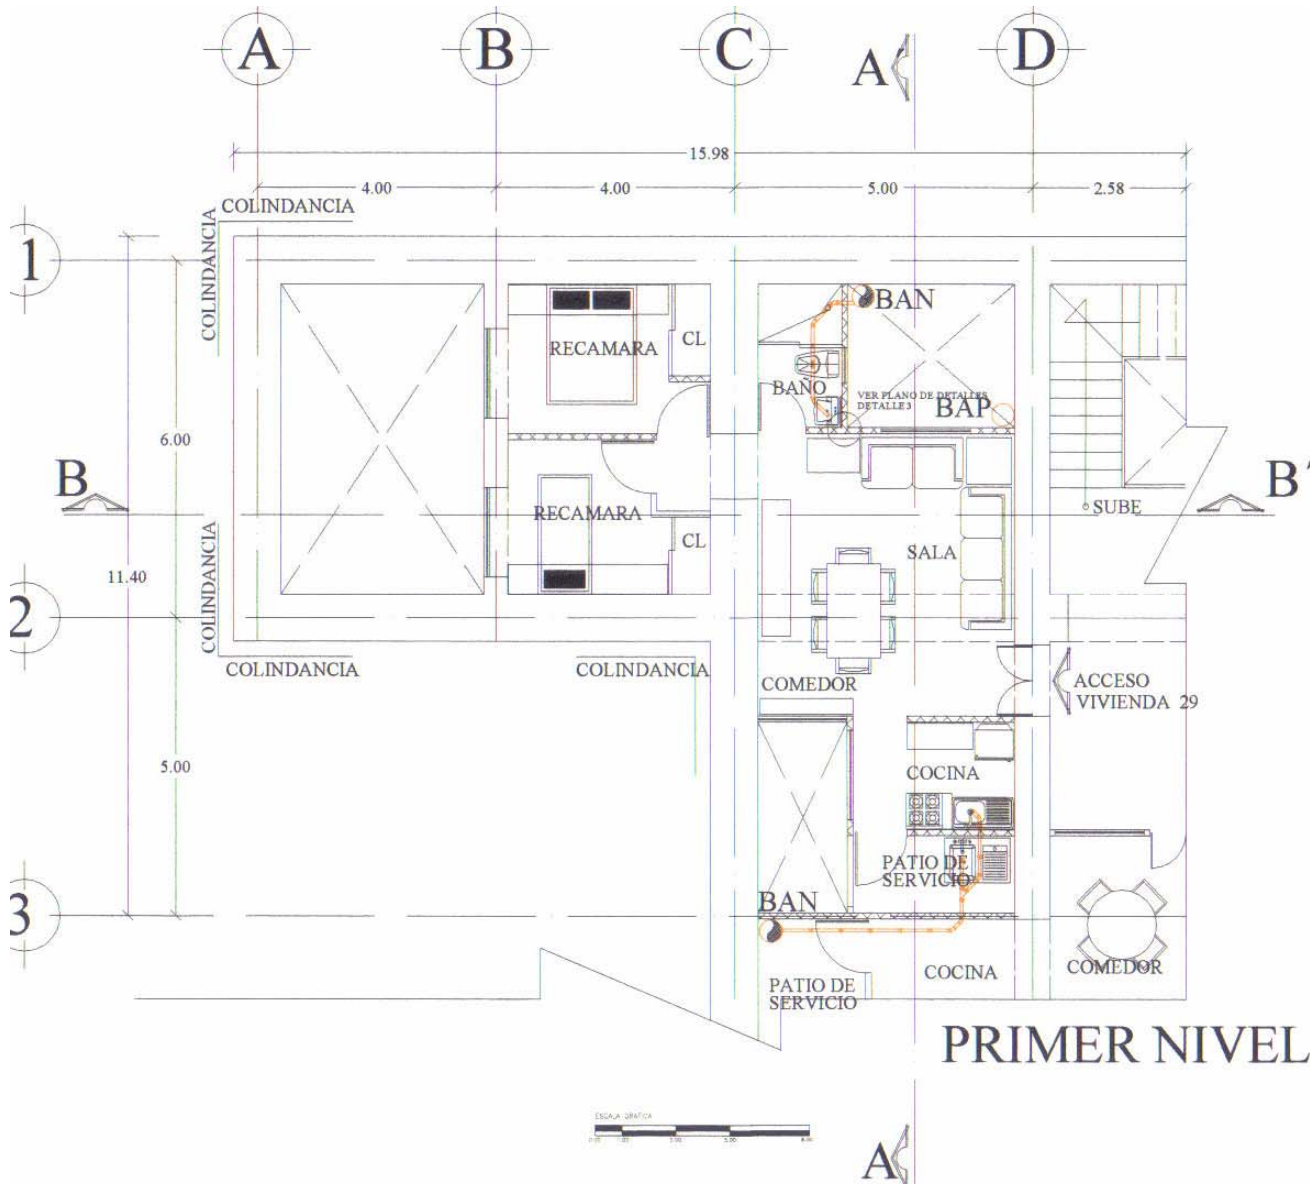 A
B
C
A
D
15.98
4.00
4.00
5.00
2.58
COLINDANCIA
COLINDANCIA
1
BAN
RECAMARA
CL
BAÑO
VER PLANO DE DETALLES
DETALLE 3
BAP
6.00
B
B'
SUBE
RECAMARA
CL
SALA
11.40
COLINDANCIA
2
COLINDANCIA
COLINDANCIA
COMEDOR
ACCESO
VIVIENDA 29
5.00
COCINA
PATIO DE
SERVICIO
BAN
3
COCINA
COMEDOR
PATIO DE
SERVICIO
PRIMER NIVEL
ESCALA GRAFICA
A